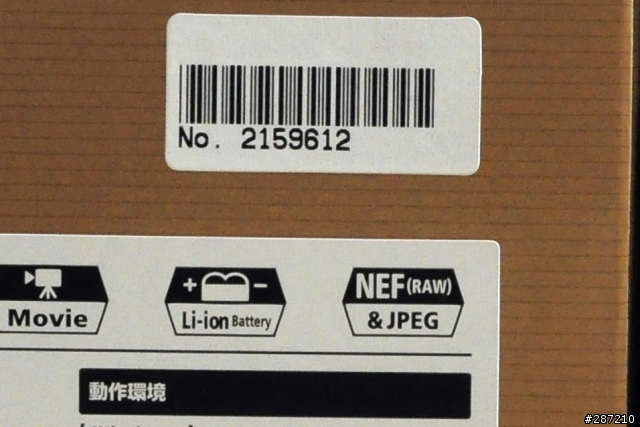 No. 2159612
Movie
+ -
Li-ion Battery
NEF(RAW)
& JPEG
動作環境
#287210